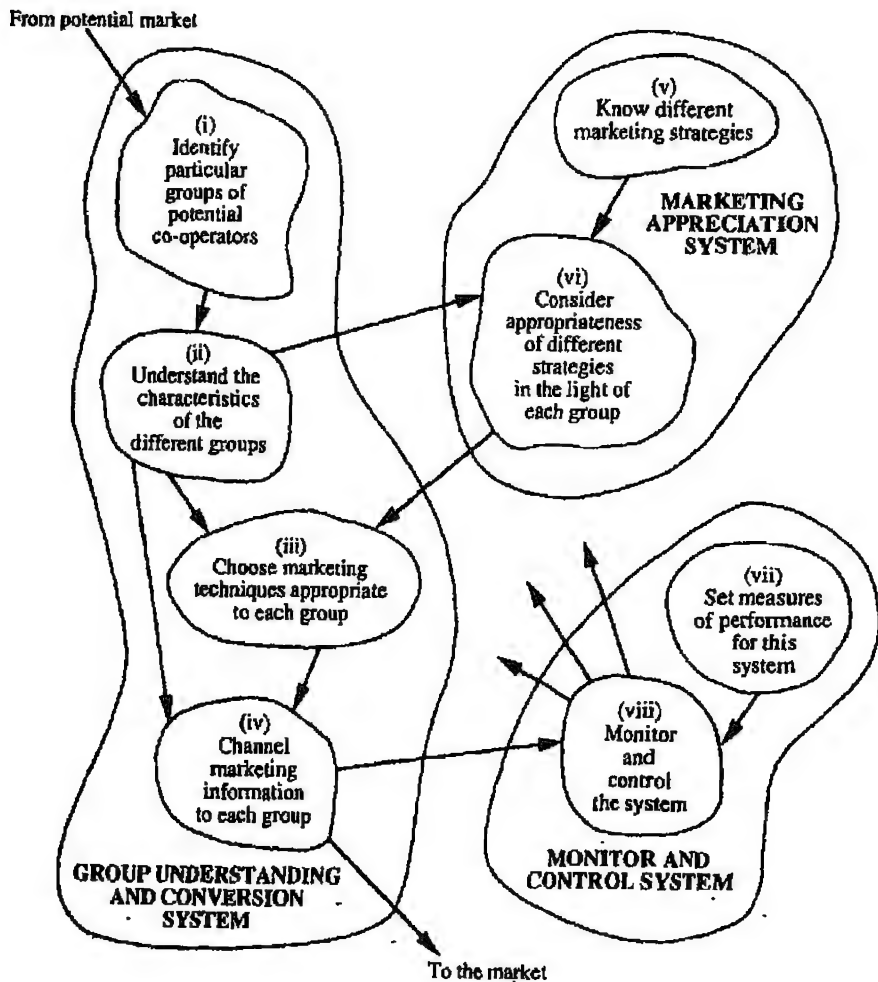 From potential market
(i)
Identify
particular
groups of
potential
co-operators
(ii)
Understand the
characteristics
of the
different groups
(iii)
Choose marketing
techniques appropriate
to each group
(iv)
Channel
marketing
information
to each group
GROUP UNDERSTANDING
AND CONVERSION
SYSTEM
To the market
(v)
Know different
marketing strategies
MARKETING
APPRECIATION
SYSTEM
(vi)
Consider
appropriateness
of different
strategies
in the light of
each group
(vii)
Set measures
of performance
for this
system
(viii)
Monitor
and
control
the system
MONITOR AND
CONTROL SYSTEM